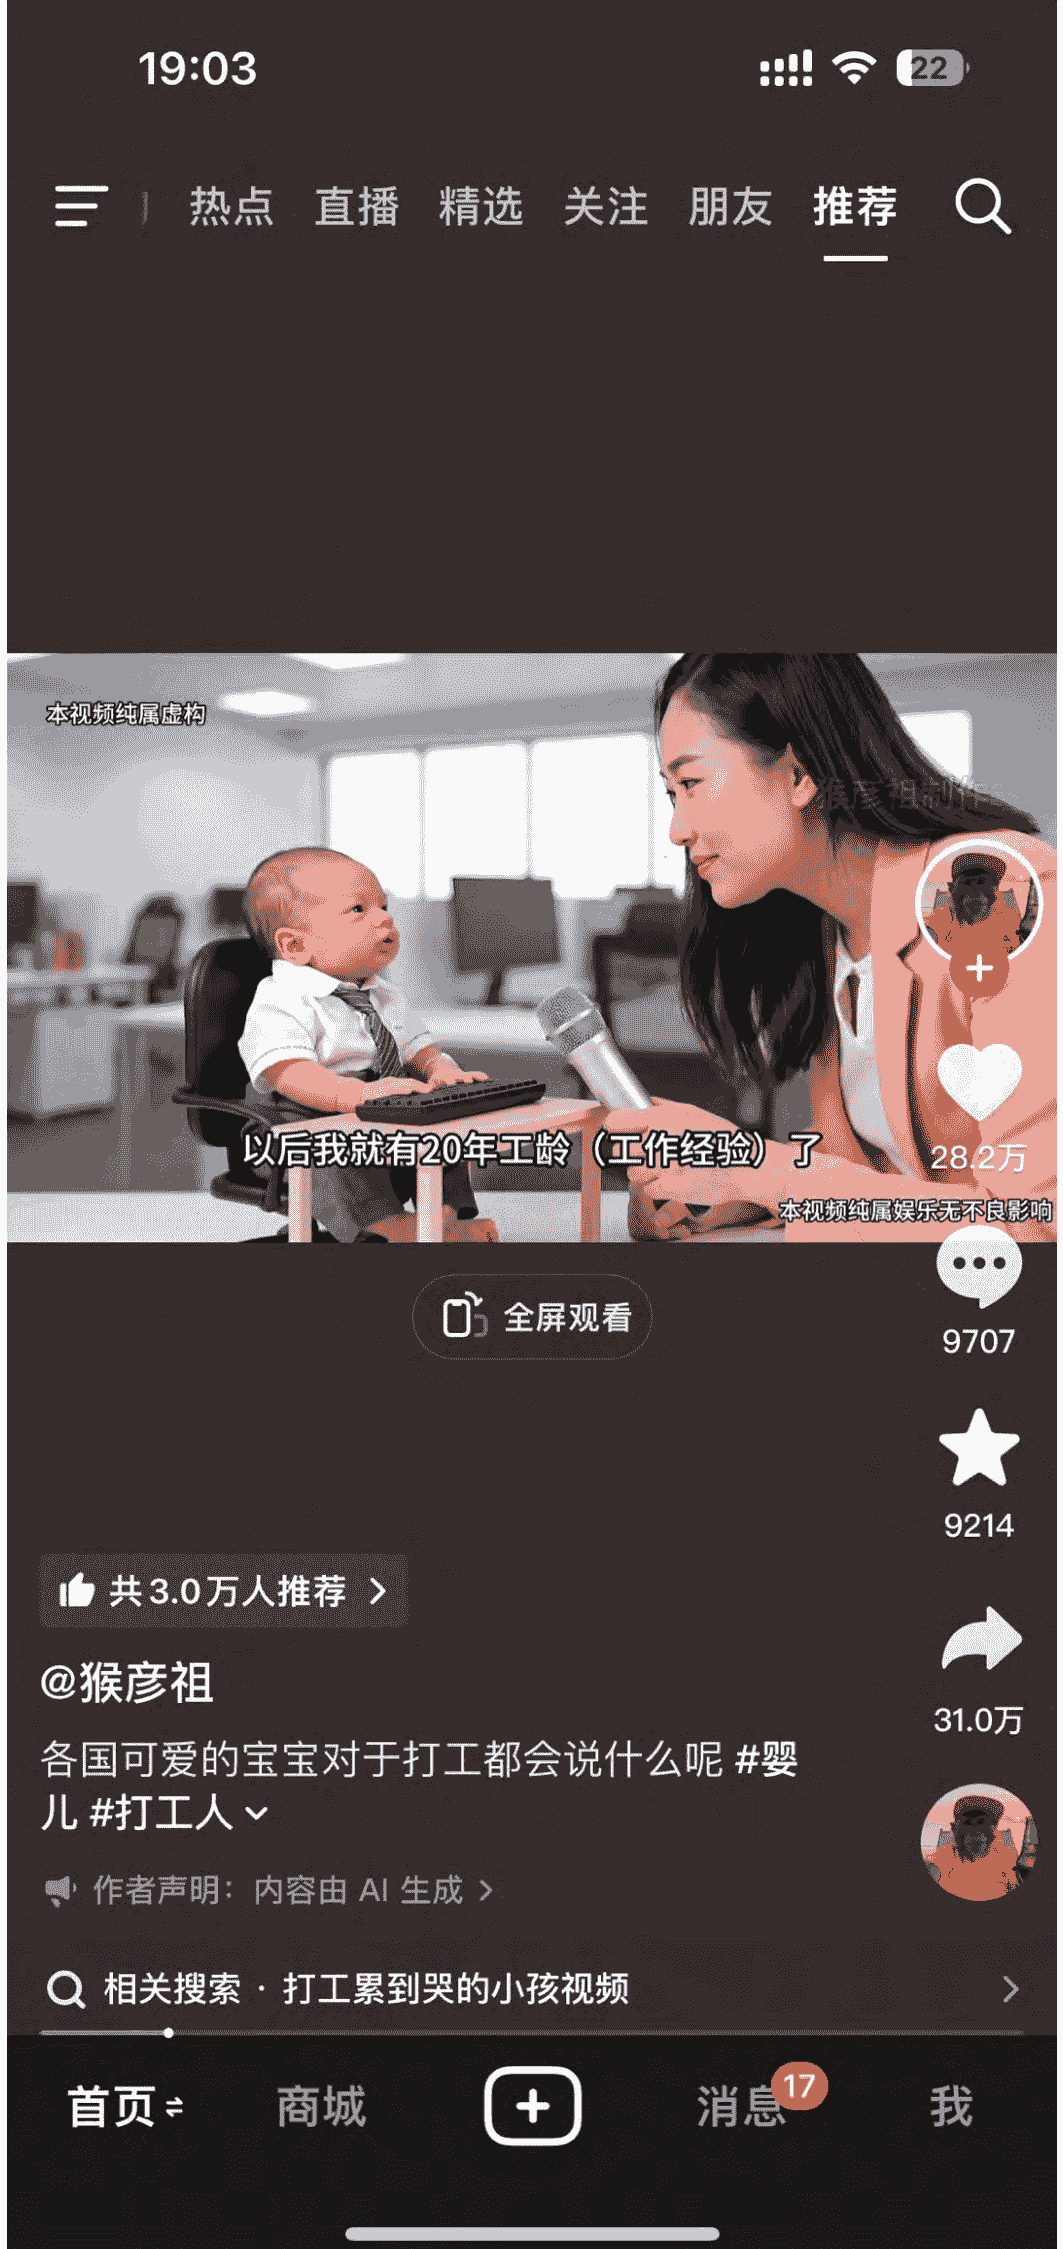 19:03
22
热点 直播 精选 关注 朋友 推荐
本视频纯属虚构
猴彦祖制作
以后我就有20年工龄（工作经验）了
28.2万
本视频纯属娱乐无不良影响
全屏观看
9707
9214
共3.0万人推荐
@猴彦祖
31.0万
各国可爱的宝宝对于打工都会说什么呢 #婴
儿 #打工人
作者声明：内容由 AI 生成
相关搜索 · 打工累到哭的小孩视频
首页 商城 消息 17 我